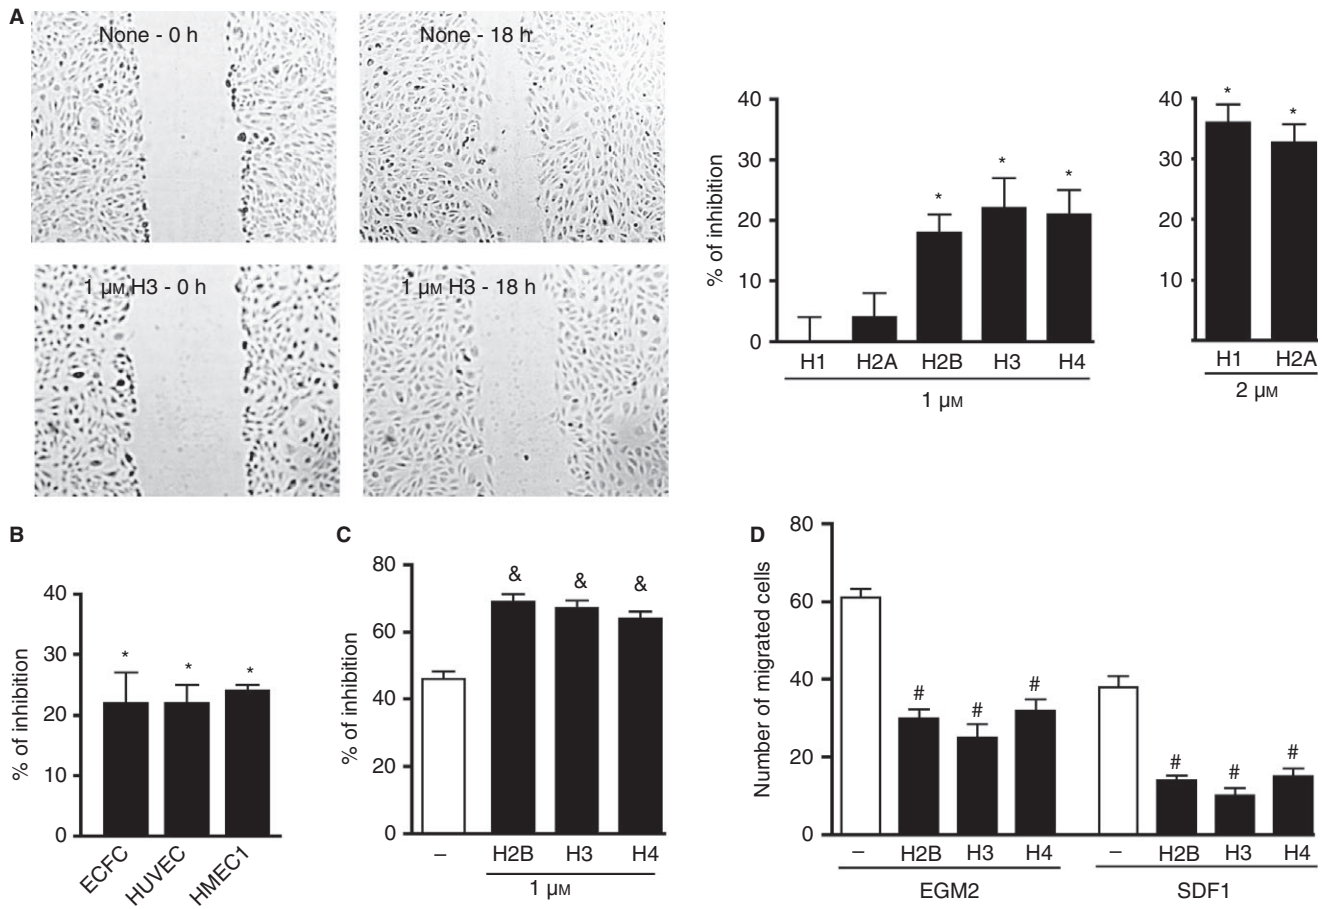 A
None - 0 h
None - 18 h
1 µM H3 - 0 h
1 µM H3 - 18 h
% of inhibition
40
30
20
10
0
* * *
H1 H2A H2B H3 H4
1 µM
40
30
20
10
* *
H1 H2A
2 µM
B
% of inhibition
40
30
20
10
0
* * *
ECFC HUVEC HMEC1
C
% of inhibition
80
60
40
20
0
& & &
– H2B H3 H4
1 µM
D
Number of migrated cells
80
60
40
20
0
# # # # # #
– H2B H3 H4 – H2B H3 H4
EGM2 SDF1